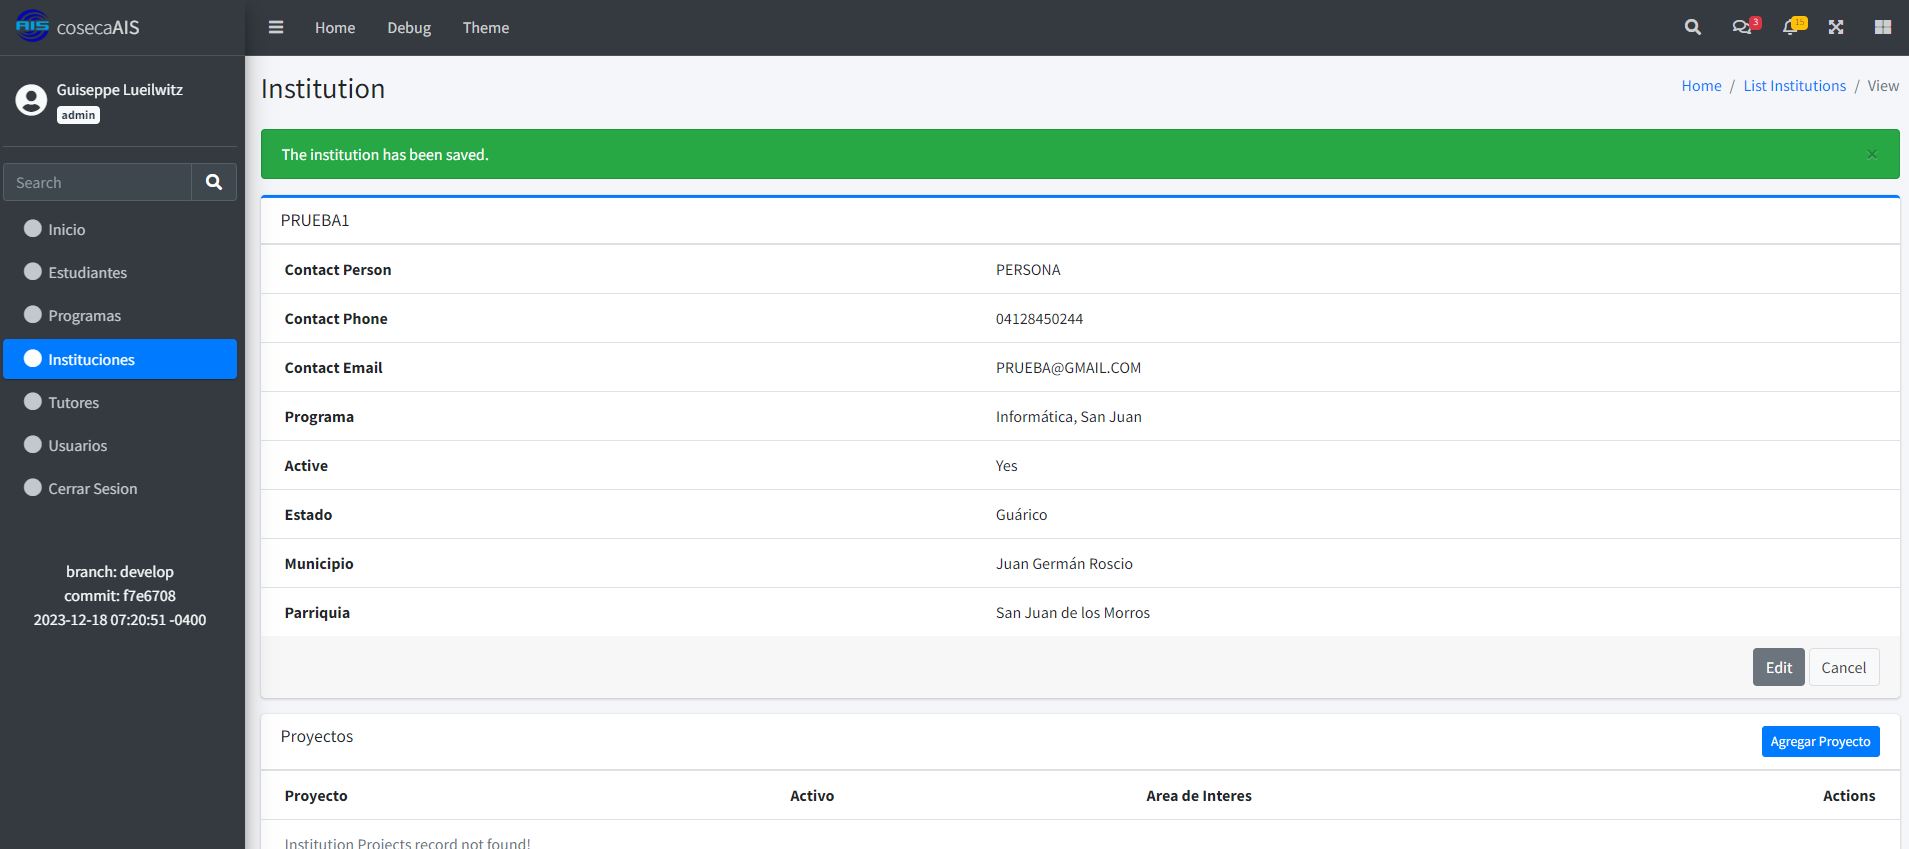 AIS cosecaAIS
Home Debug Theme
3 15
Guiseppe Lueilwitz
admin
Search
Inicio
Estudiantes
Programas
Instituciones
Tutores
Usuarios
Cerrar Sesion
branch: develop
commit: f7e6708
2023-12-18 07:20:51 -0400
Institution
Home / List Institutions / View
The institution has been saved. ×
PRUEBA1
Contact Person PERSONA
Contact Phone 04128450244
Contact Email PRUEBA@GMAIL.COM
Programa Informática, San Juan
Active Yes
Estado Guárico
Municipio Juan Germán Roscio
Parriquia San Juan de los Morros
Edit Cancel
Proyectos Agregar Proyecto
Proyecto Activo Area de Interes Actions
Institution Projects record not found!